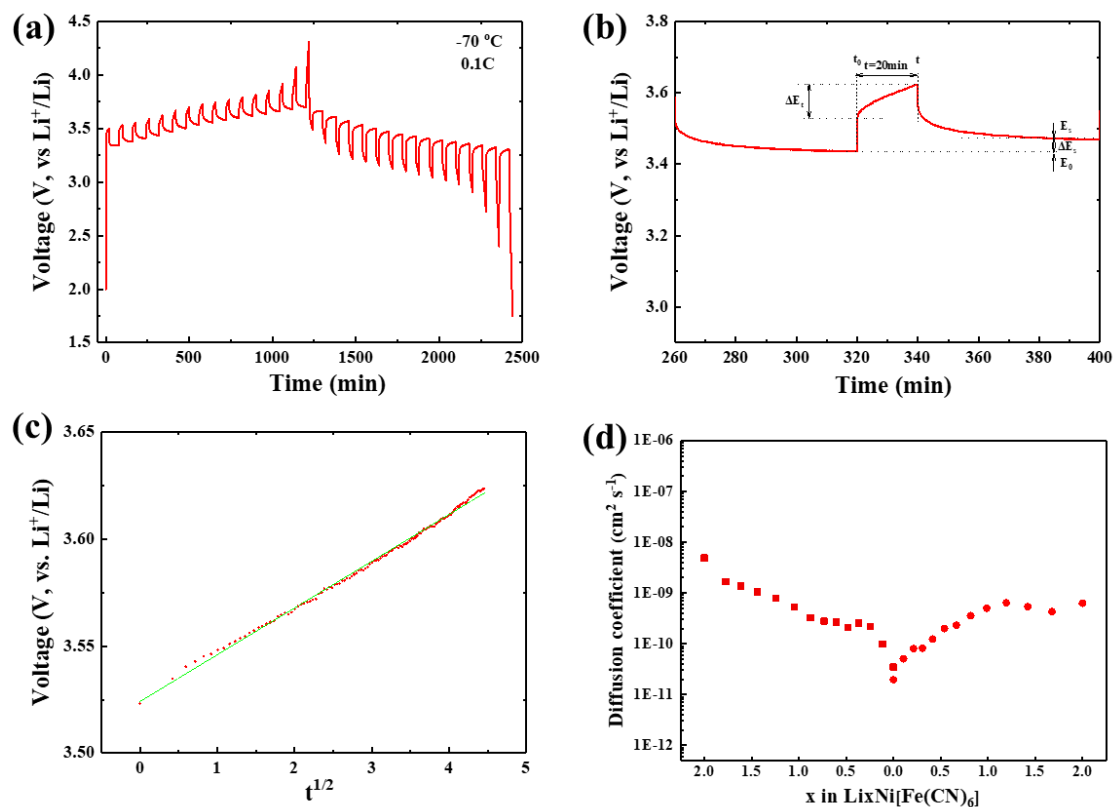 (a)
-70 °C
0.1C
4.5
4.0
3.5
3.0
2.5
2.0
1.5
Voltage (V, vs Li⁺/Li)
0
500
1000
1500
2000
2500
Time (min)
(b)
3.8
3.6
3.4
3.2
3.0
Voltage (V, vs Li⁺/Li)
t₀ t=20min t
ΔEₜ
Eₛ
ΔEₛ
E₀
260
280
300
320
340
360
380
400
Time (min)
(c)
3.65
3.60
3.55
3.50
Voltage (V, vs. Li⁺/Li)
0
1
2
3
4
5
t¹ᐟ²
(d)
1E-06
1E-07
1E-08
1E-09
1E-10
1E-11
1E-12
Diffusion coefficient (cm² s⁻¹)
2.0
1.5
1.0
0.5
0.0
0.5
1.0
1.5
2.0
x in LixNi[Fe(CN)₆]